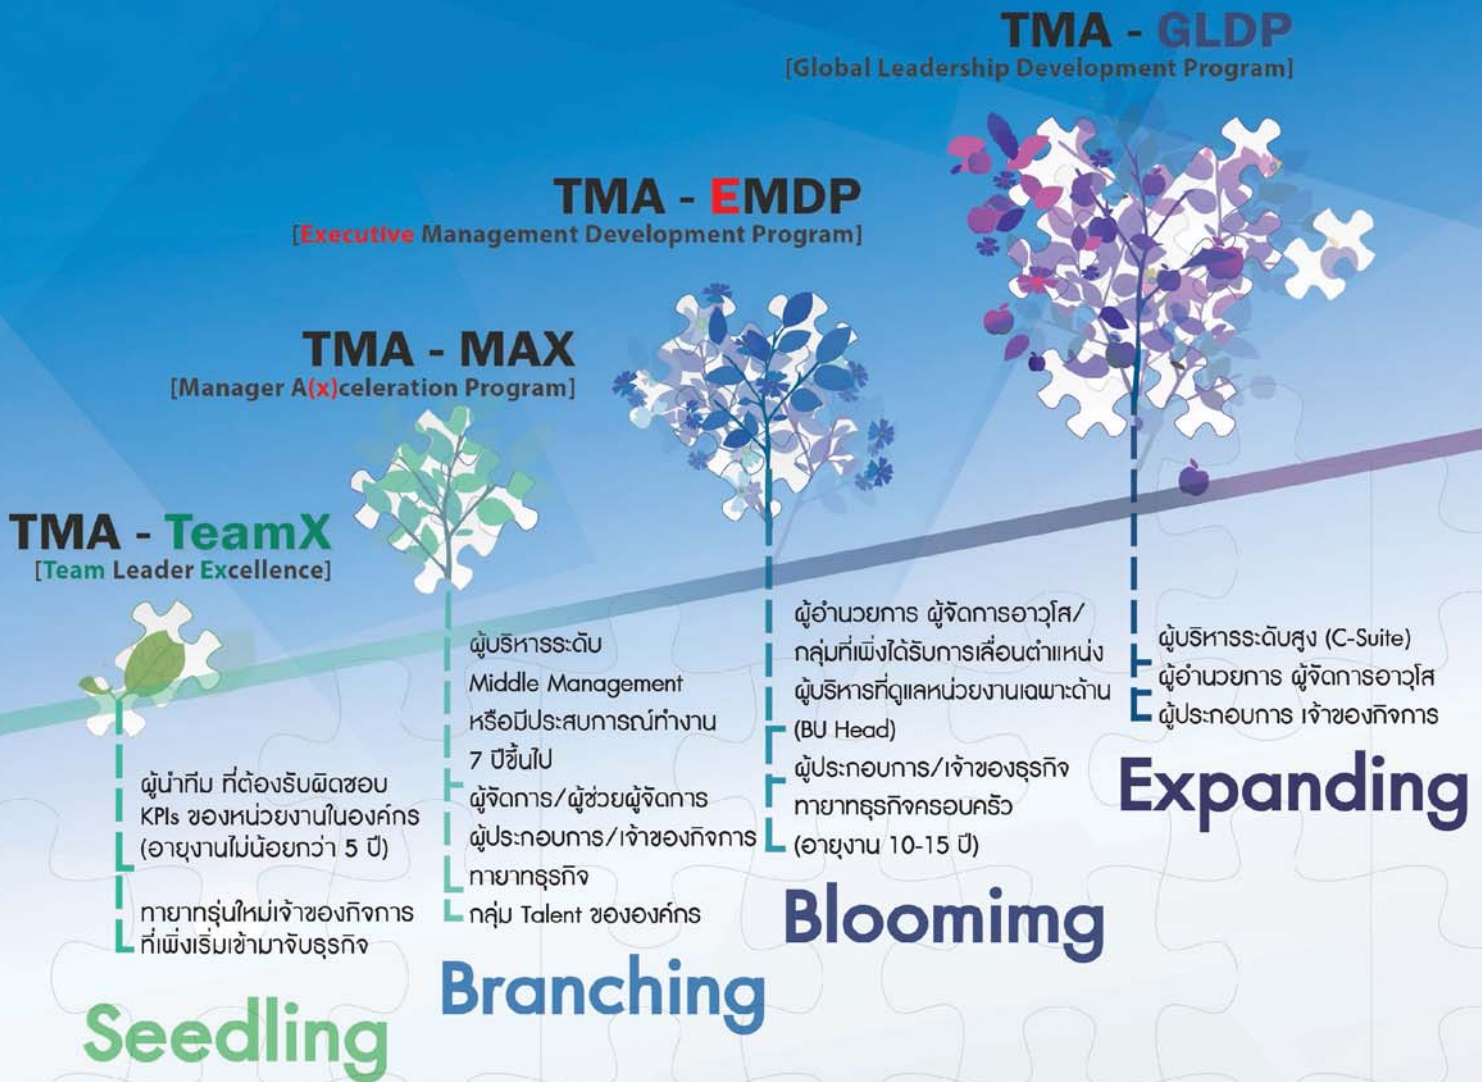 TMA - GLDP
[Global Leadership Development Program]
TMA - EMDP
[Executive Management Development Program]
TMA - MAX
[Manager A(x)celeration Program]
TMA - TeamX
[Team Leader Excellence]
ผู้นำทีม ที่ต้องรับผิดชอบ
KPIs ของหน่วยงานในองค์กร
(อายุงานไม่น้อยกว่า 5 ปี)
ทายาทรุ่นใหม่เจ้าของกิจการ
ที่เพิ่งเริ่มเข้ามาจับธุรกิจ
Seedling
ผู้บริหารระดับ
Middle Management
หรือมีประสบการณ์ทำงาน
7 ปีขึ้นไป
ผู้จัดการ/ผู้ช่วยผู้จัดการ
ผู้ประกอบการ/เจ้าของกิจการ
ทายาทธุรกิจ
กลุ่ม Talent ขององค์กร
Branching
ผู้อำนวยการ ผู้จัดการอาวุโส/
กลุ่มที่เพิ่งได้รับการเลื่อนตำแหน่ง
ผู้บริหารที่ดูแลหน่วยงานเฉพาะด้าน
(BU Head)
ผู้ประกอบการ/เจ้าของธุรกิจ
ทายาทธุรกิจครอบครัว
(อายุงาน 10-15 ปี)
Bloomimg
ผู้บริหารระดับสูง (C-Suite)
ผู้อำนวยการ ผู้จัดการอาวุโส
ผู้ประกอบการ เจ้าของกิจการ
Expanding